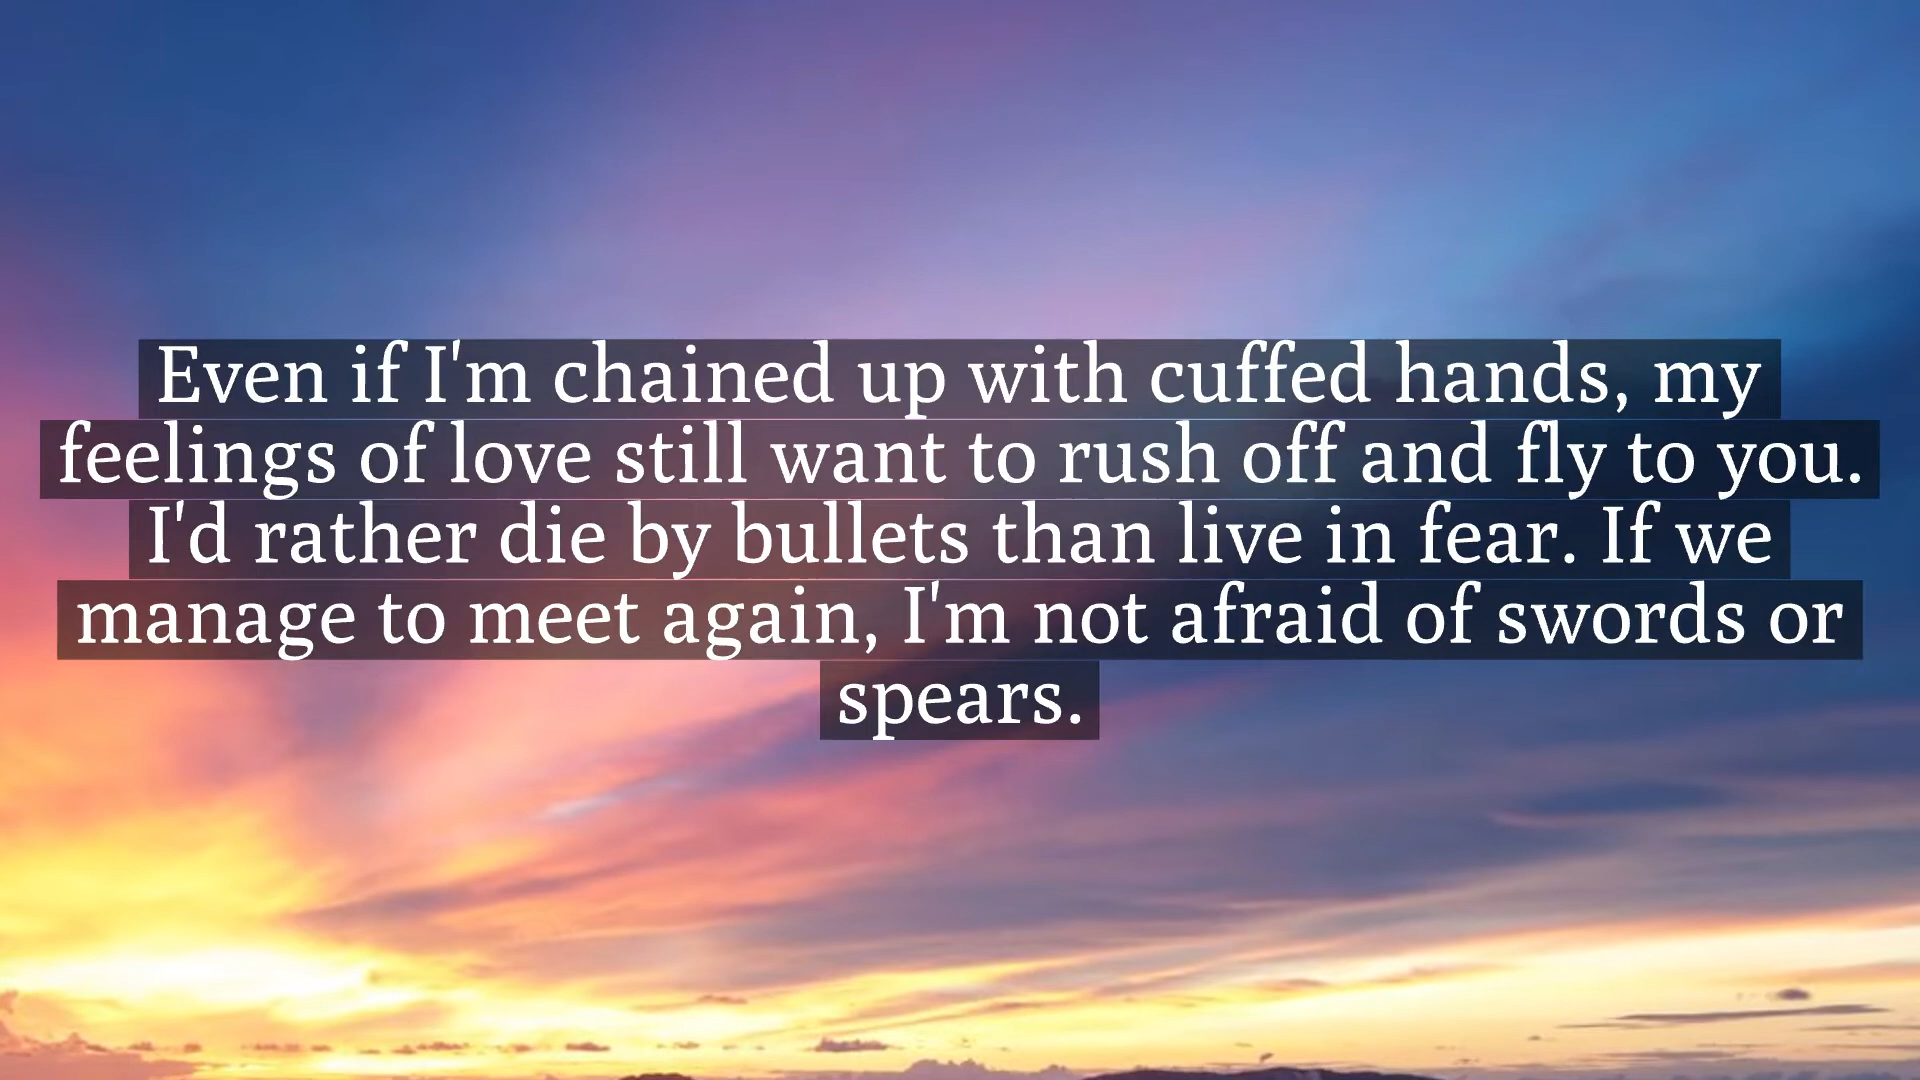 Even if I'm chained up with cuffed hands, my
feelings of love still want to rush off and fly to you.
I'd rather die by bullets than live in fear. If we
manage to meet again, I'm not afraid of swords or
spears.